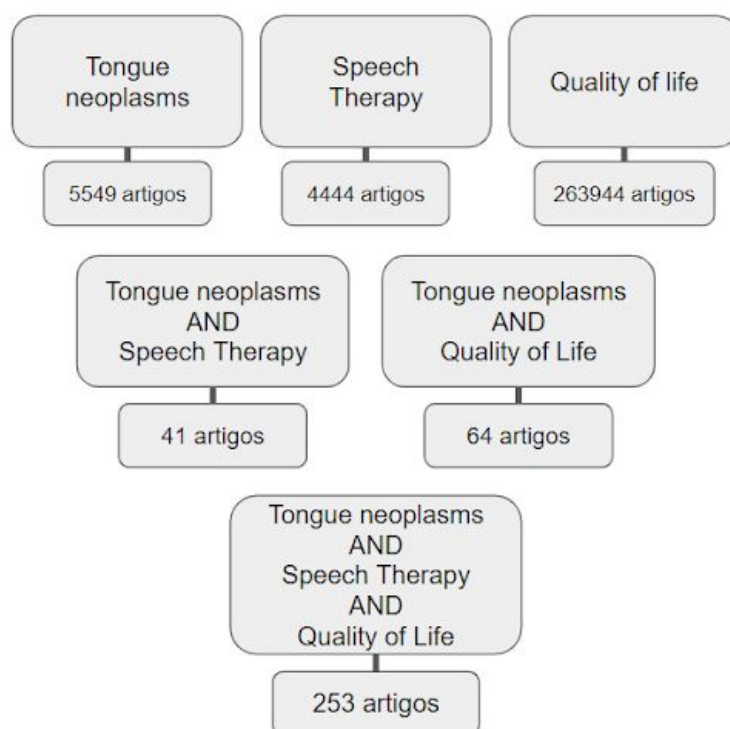 Tongue
neoplasms
Speech
Therapy
Quality of life
5549 artigos
4444 artigos
263944 artigos
Tongue neoplasms
AND
Speech Therapy
Tongue neoplasms
AND
Quality of Life
41 artigos
64 artigos
Tongue neoplasms
AND
Speech Therapy
AND
Quality of Life
253 artigos